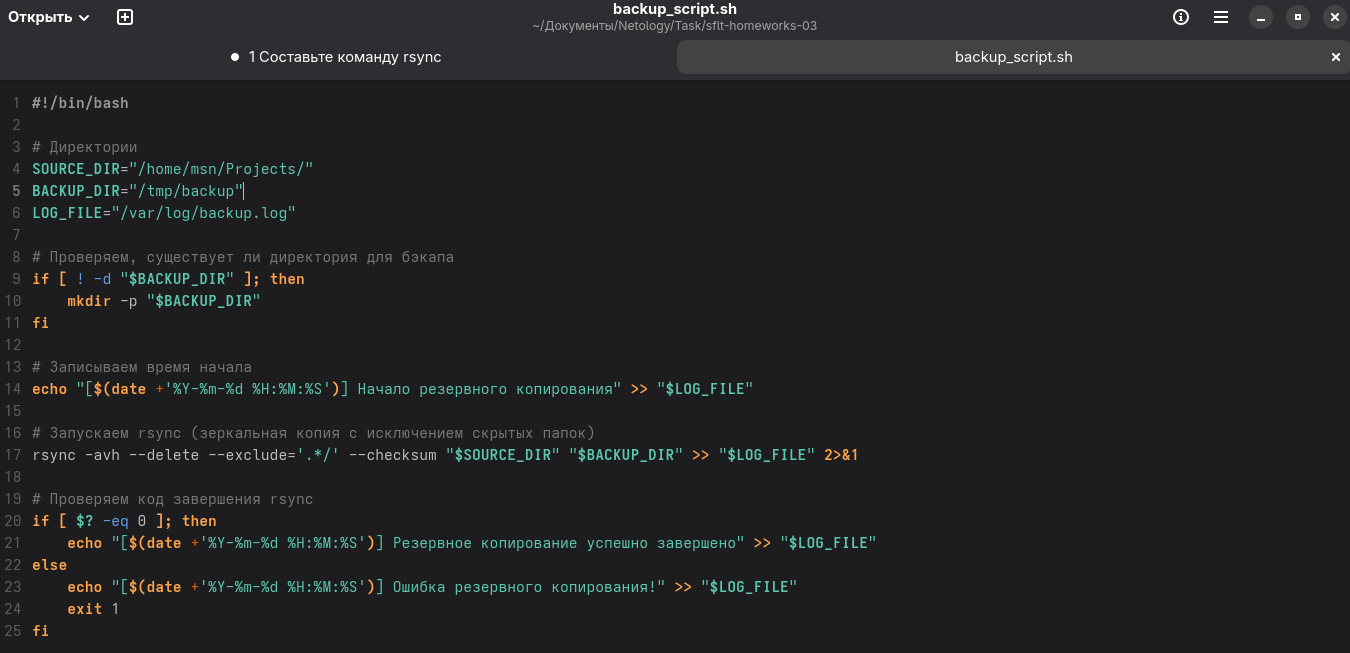 Открыть
backup_script.sh
~/Документы/Netology/Task/sflt-homeworks-03
1 Составьте команду rsync
backup_script.sh
1 #!/bin/bash
2
3 # Директории
4 SOURCE_DIR="/home/msn/Projects/"
5 BACKUP_DIR="/tmp/backup"
6 LOG_FILE="/var/log/backup.log"
7
8 # Проверяем, существует ли директория для бэкапа
9 if [ ! -d "$BACKUP_DIR" ]; then
10     mkdir -p "$BACKUP_DIR"
11 fi
12
13 # Записываем время начала
14 echo "[$(date +'%Y-%m-%d %H:%M:%S')] Начало резервного копирования" >> "$LOG_FILE"
15
16 # Запускаем rsync (зеркальная копия с исключением скрытых папок)
17 rsync -avh --delete --exclude='.*/' --checksum "$SOURCE_DIR" "$BACKUP_DIR" >> "$LOG_FILE" 2>&1
18
19 # Проверяем код завершения rsync
20 if [ $? -eq 0 ]; then
21     echo "[$(date +'%Y-%m-%d %H:%M:%S')] Резервное копирование успешно завершено" >> "$LOG_FILE"
22 else
23     echo "[$(date +'%Y-%m-%d %H:%M:%S')] Ошибка резервного копирования!" >> "$LOG_FILE"
24     exit 1
25 fi